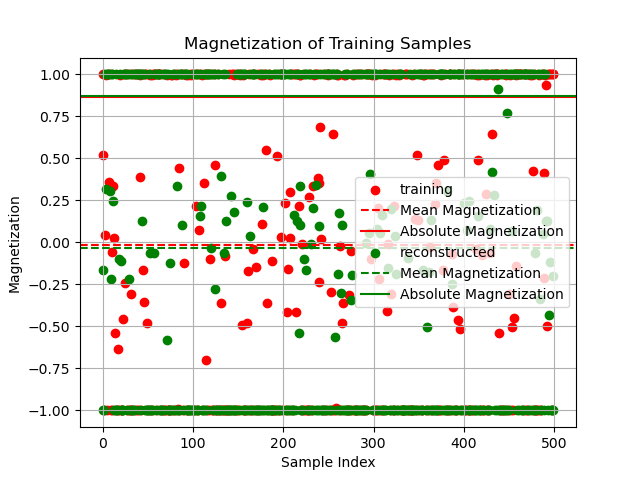 Magnetization of Training Samples
1.00
0.75
0.50
0.25
0.00
−0.25
−0.50
−0.75
−1.00
Magnetization
training
Mean Magnetization
Absolute Magnetization
reconstructed
Mean Magnetization
Absolute Magnetization
0 100 200 300 400 500
Sample Index